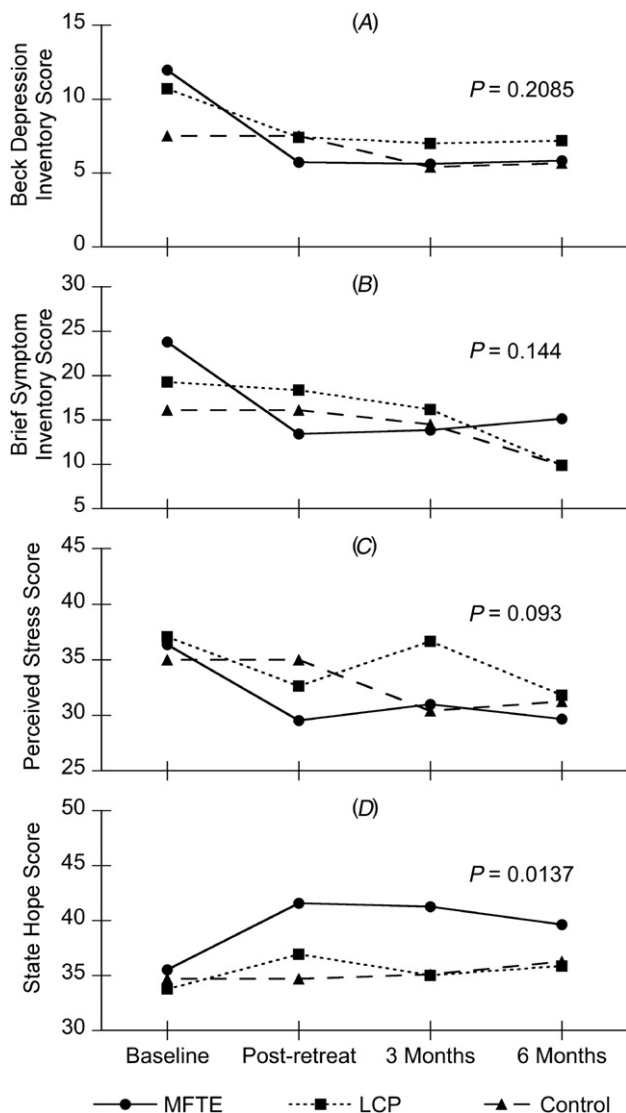 (A)
15
10
5
0
Beck Depression
Inventory Score
P = 0.2085
(B)
30
25
20
15
10
5
Brief Symptom
Inventory Score
P = 0.144
(C)
45
40
35
30
25
Perceived Stress Score
P = 0.093
(D)
50
45
40
35
30
State Hope Score
P = 0.0137
Baseline Post-retreat 3 Months 6 Months
MFTE LCP Control